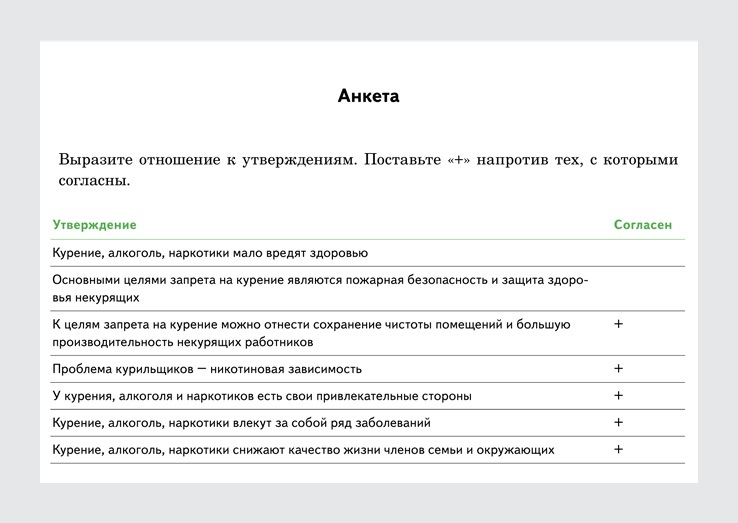 Анкета
Выразите отношение к утверждениям. Поставьте «+» напротив тех, с которыми
согласны.
Утверждение Согласен
Курение, алкоголь, наркотики мало вредят здоровью
Основными целями запрета на курение являются пожарная безопасность и защита здоро-
вья некурящих
К целям запрета на курение можно отнести сохранение чистоты помещений и большую +
производительность некурящих работников
Проблема курильщиков — никотиновая зависимость +
У курения, алкоголя и наркотиков есть свои привлекательные стороны +
Курение, алкоголь, наркотики влекут за собой ряд заболеваний +
Курение, алкоголь, наркотики снижают качество жизни членов семьи и окружающих +